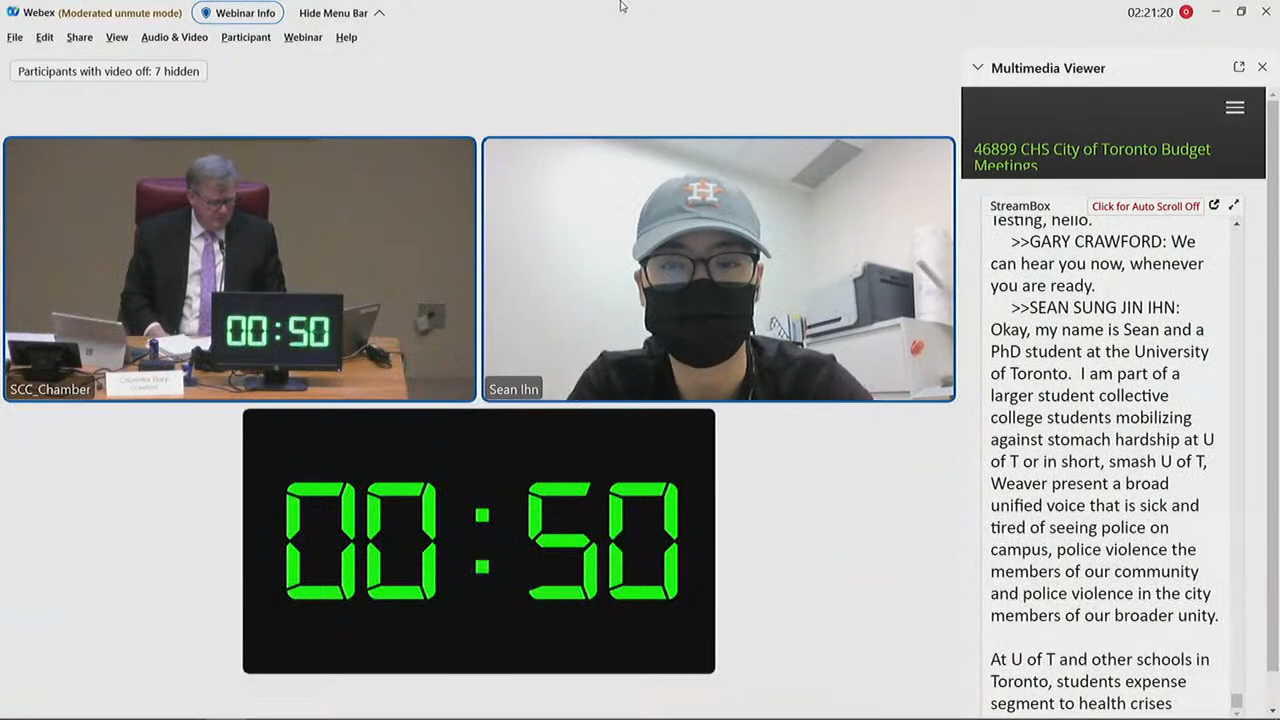 Webex (Moderated unmute mode) Webinar Info Hide Menu Bar 02:21:20
File Edit Share View Audio & Video Participant Webinar Help
Participants with video off: 7 hidden
Multimedia Viewer
46899 CHS City of Toronto Budget
Meetings
StreamBox Click for Auto Scroll Off
Testing, hello.
>>GARY CRAWFORD: We
can hear you now, whenever
you are ready.
>>SEAN SUNG JIN IHN:
Okay, my name is Sean and a
PhD student at the University
of Toronto. I am part of a
larger student collective
college students mobilizing
against stomach hardship at U
of T or in short, smash U of T,
Weaver present a broad
unified voice that is sick and
tired of seeing police on
campus, police violence the
members of our community
and police violence in the city
members of our broader unity.
At U of T and other schools in
Toronto, students expense
segment to health crises
H
00:50
Councillor Gary
Crawford
SCC_Chamber
Sean Ihn
00:50